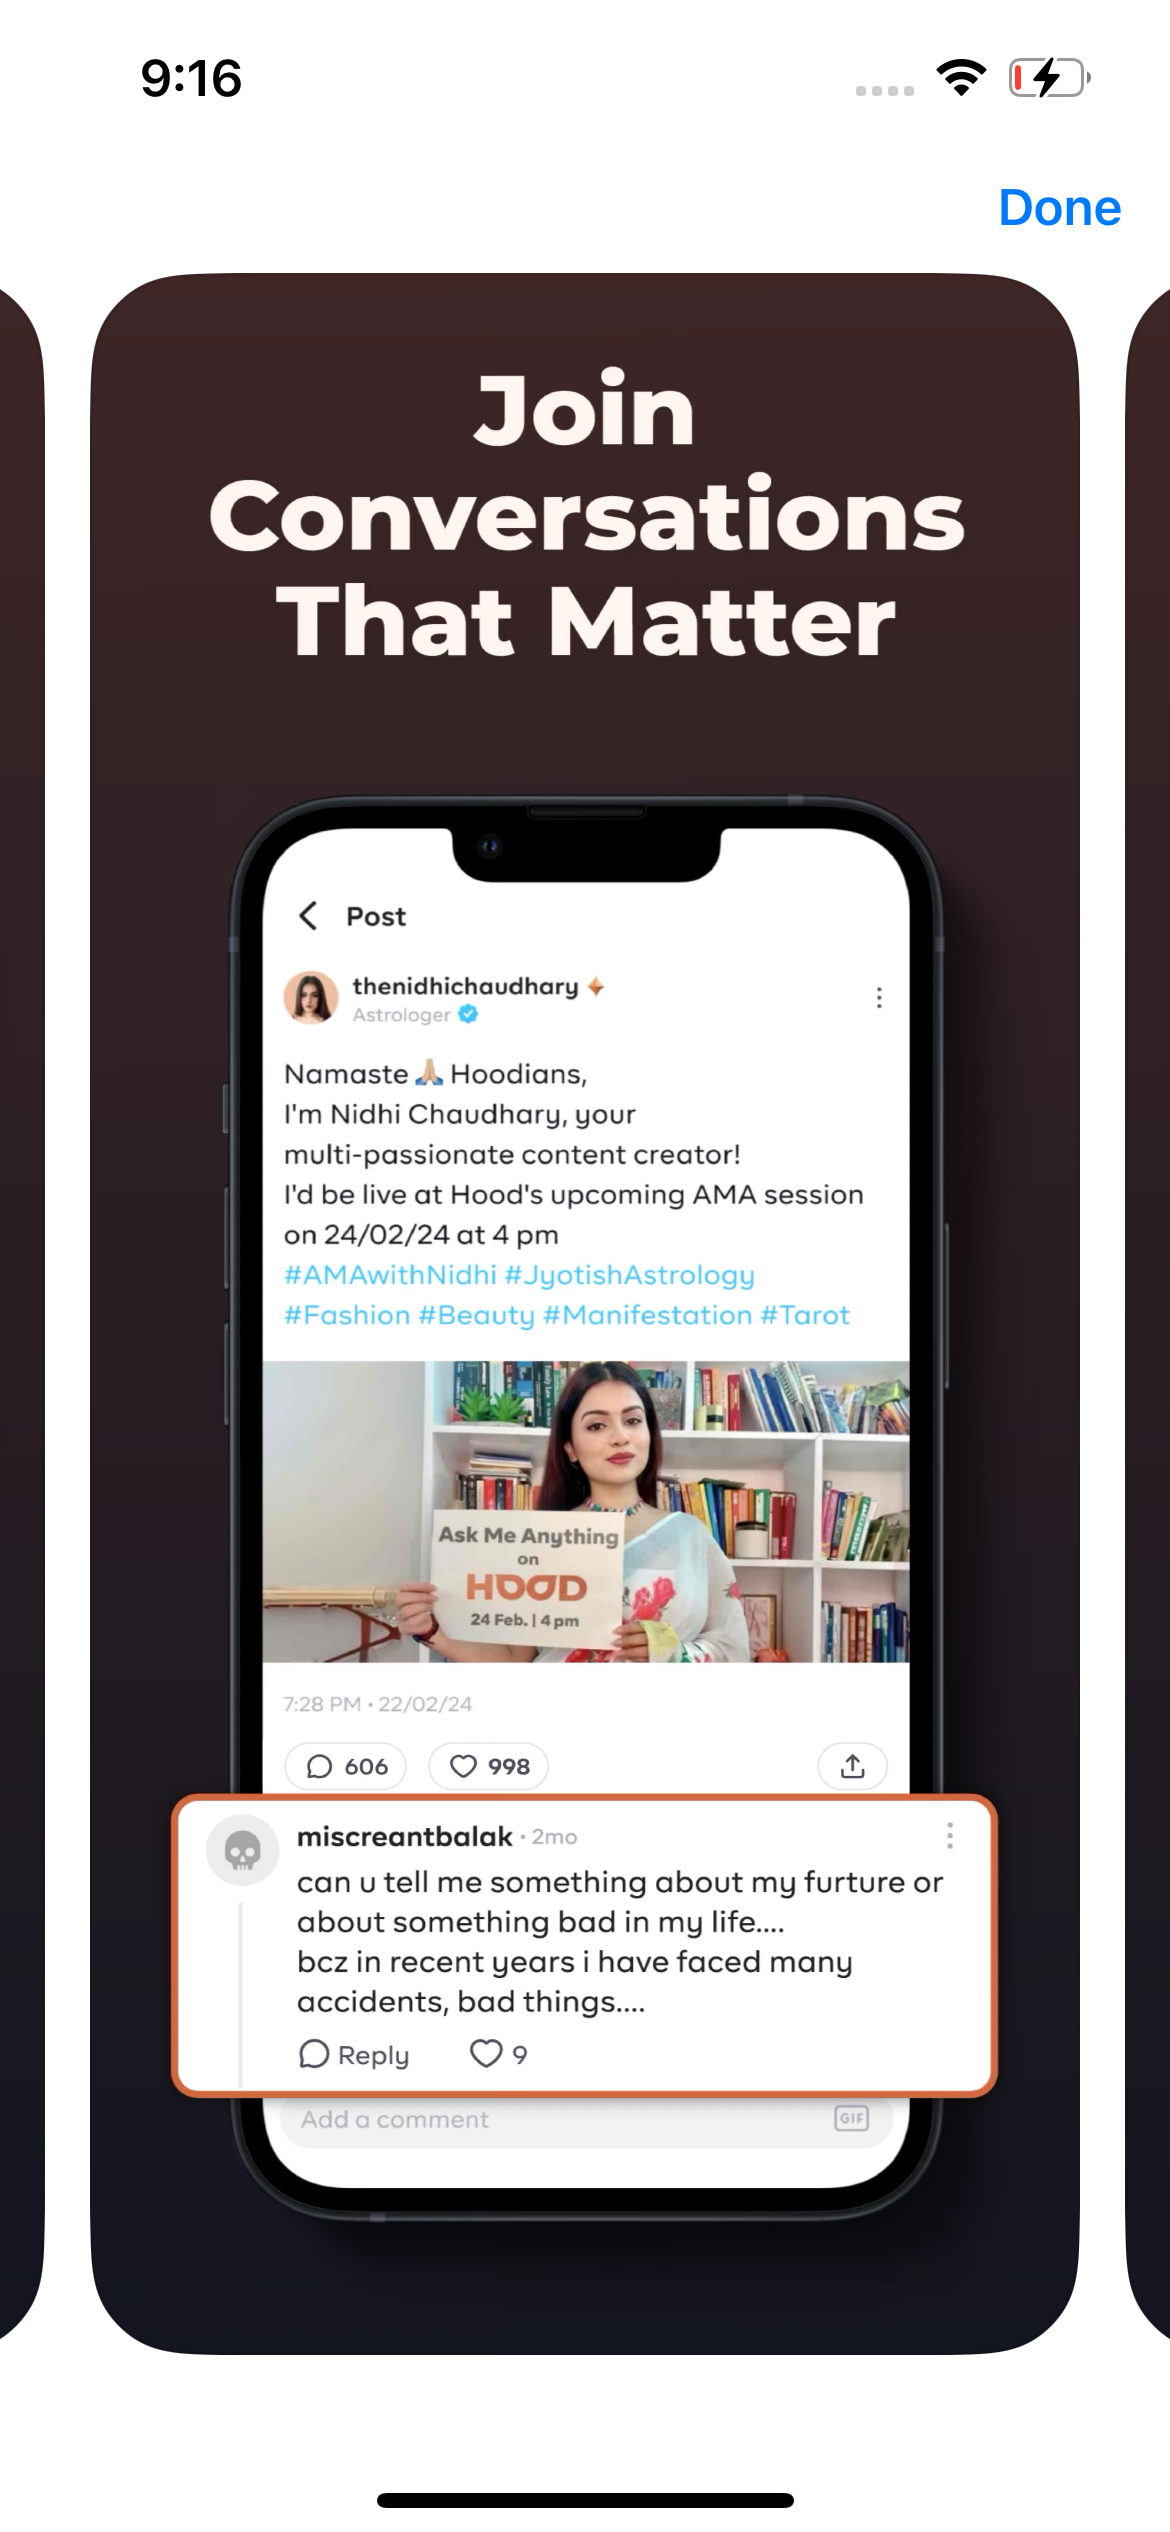 9:16
Done
Join
Conversations
That Matter
Post
thenidhichaudhary
Astrologer
Namaste 🙏🏼 Hoodians,
I'm Nidhi Chaudhary, your
multi-passionate content creator!
I'd be live at Hood's upcoming AMA session
on 24/02/24 at 4 pm
#AMAwithNidhi #JyotishAstrology
#Fashion #Beauty #Manifestation #Tarot
Ask Me Anything
on
HOOD
24 Feb. | 4 pm
7:28 PM • 22/02/24
606 998
miscreantbalak • 2mo
can u tell me something about my furture or
about something bad in my life....
bcz in recent years i have faced many
accidents, bad things....
Reply 9
Add a comment GIF